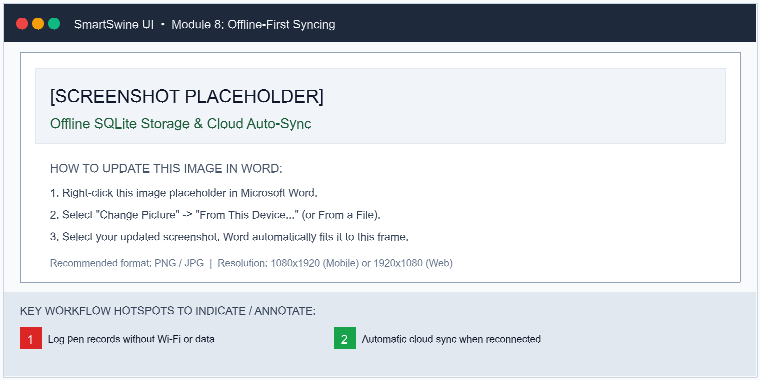 SmartSwine UI • Module 8: Offline-First Syncing
[SCREENSHOT PLACEHOLDER]
Offline SQLite Storage & Cloud Auto-Sync
HOW TO UPDATE THIS IMAGE IN WORD:
1. Right-click this image placeholder in Microsoft Word.
2. Select "Change Picture" -> "From This Device..." (or From a File).
3. Select your updated screenshot. Word automatically fits it to this frame.
Recommended format: PNG / JPG | Resolution: 1080x1920 (Mobile) or 1920x1080 (Web)
KEY WORKFLOW HOTSPOTS TO INDICATE / ANNOTATE:
1 Log pen records without Wi-Fi or data
2 Automatic cloud sync when reconnected